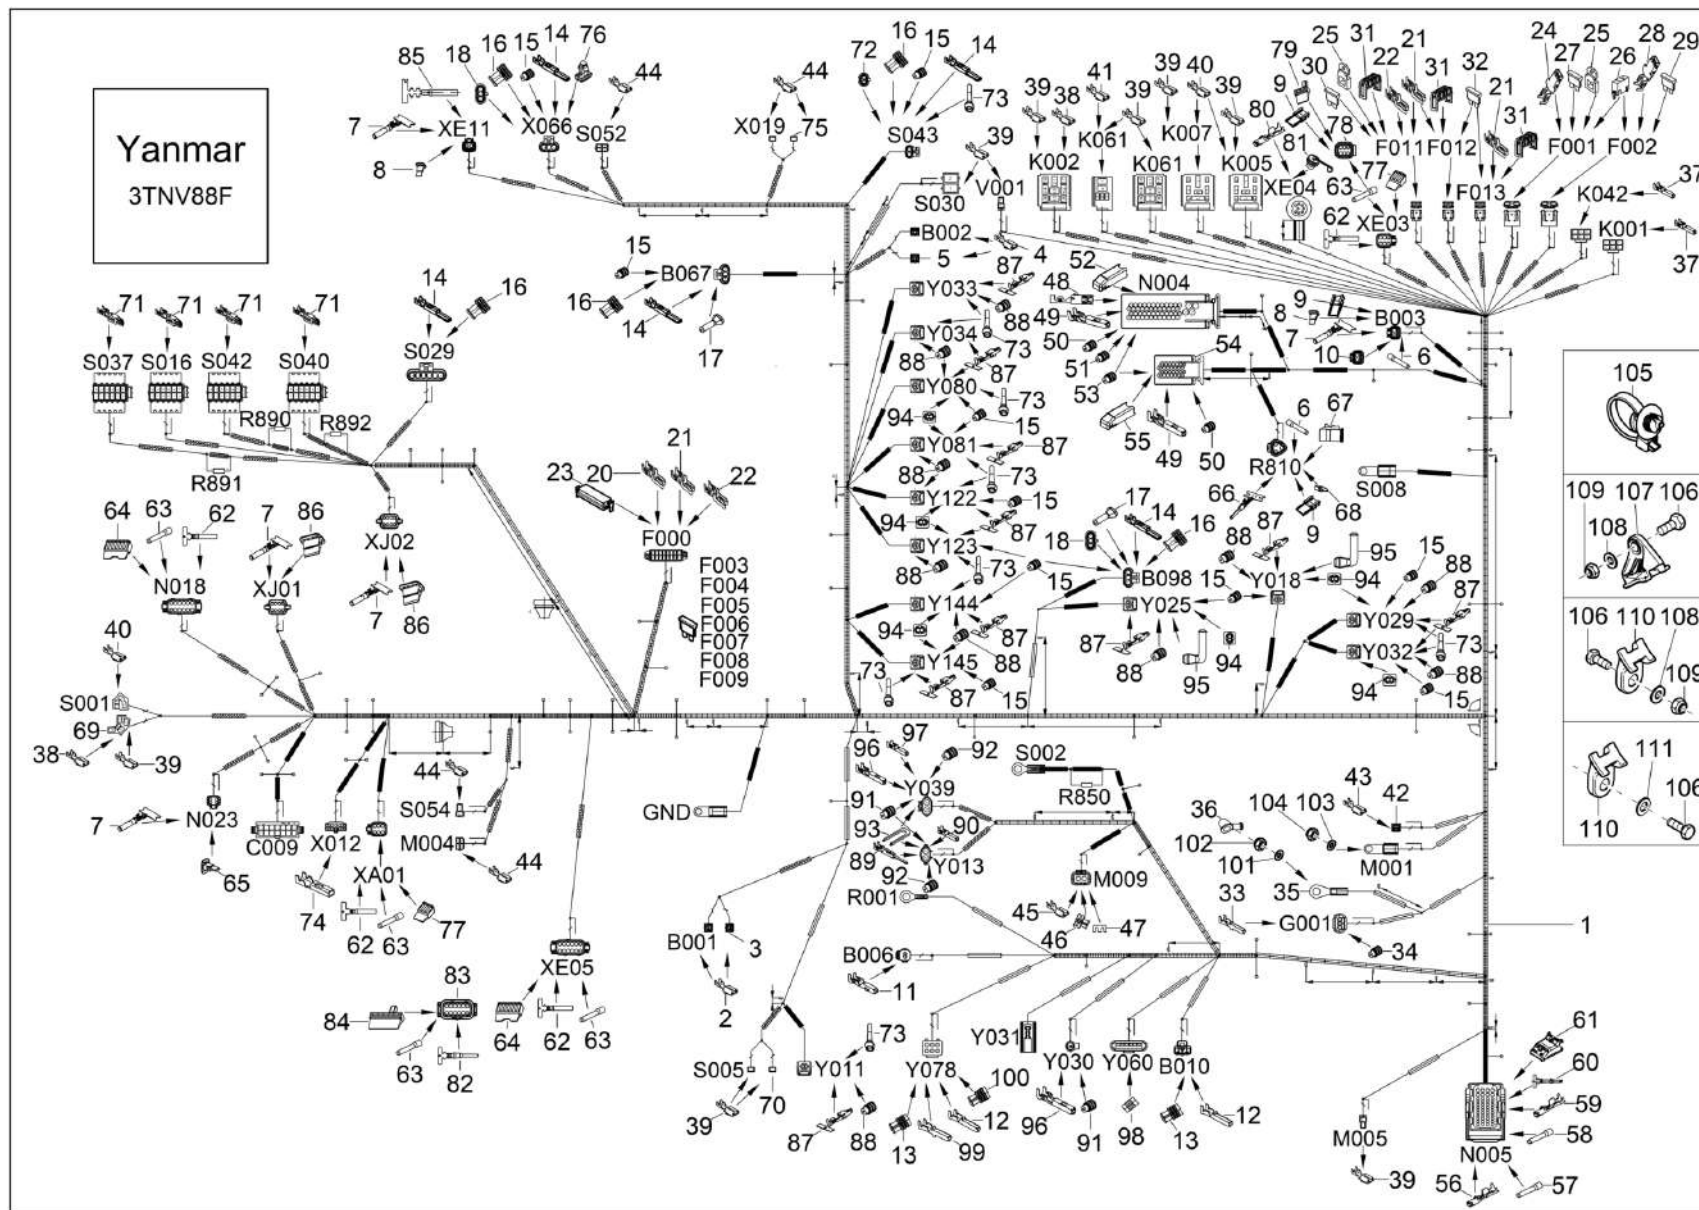 Yanmar
3TNV88F
85 18 16 15 14 76 44 44 72 16 15 14
7 XE11 X066 S052 X019 75 S043 73
8
39 41 39 40 39 38 39 39
K061 K007
V001 K002 K061 K005
79 25 31 22 21 31 32 21 31 24 27 25 26 28 29
30 9 80 81 78 77
F011 F012 F001 F002
XE04 63 F013 K042 37
62 XE03 K001 37
S030
B002
5 4
15 B067
16 14 17
71 71 71 71 14 16
S037 S016 S042 S040 S029
R890 R892
R891
87 52 N004
Y033 48
88 49
Y034 73 50
88 87 51
Y080 53 54
94 73
15
Y081 87 55 49 50
88 73
Y122 15
94 87
Y123
88 73
9
8 B003
7
10 6
6 67
R810
66 68
9
S008
23 20 21 22
F000
F003
F004
F005
F006
F007
F008
F009
64 63 62 7 86
N018 XJ01 XJ02
7 86
17 14 16
18 B098
15
88 87 95
Y018
94 15
88
Y144 15 Y025 Y029 87
94 87 87 88 95 94 Y032 73
88 94 88
73 Y145 87 15 15
40
S001
69
38 39
44
7 N023 C009 X012 S054
M004
65 XA01 44
74 62 63 77
GND
97
96 92
Y039
91
93 90
89 Y013
92
R001
S002
R850
M009
45
46 47
43 42
36 104 103
102 101 M001
35
33 G001
34
1
XE05
83
84 64 62 63
63 82
B001 3
2
B006
11
S005 70
39
Y011 73
87 88
Y031 Y078 Y030 Y060 B010
100
13 99 12 96 91 98 13 12
M005
39
61
60
59
58
N005
56 57
105
109 107 106
108
106 110 108
109
111
110 106